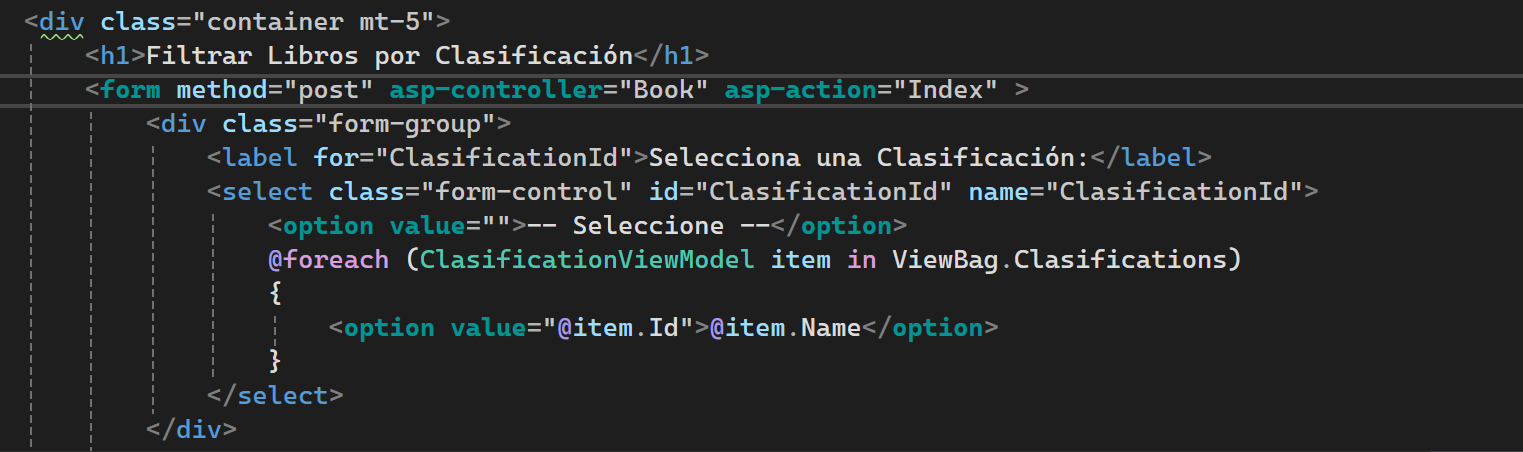 <div class="container mt-5">
<h1>Filtrar Libros por Clasificación</h1>
<form method="post" asp-controller="Book" asp-action="Index" >
<div class="form-group">
<label for="ClasificationId">Selecciona una Clasificación:</label>
<select class="form-control" id="ClasificationId" name="ClasificationId">
<option value="">-- Seleccione --</option>
@foreach (ClasificationViewModel item in ViewBag.Clasifications)
{
<option value="@item.Id">@item.Name</option>
}
</select>
</div>